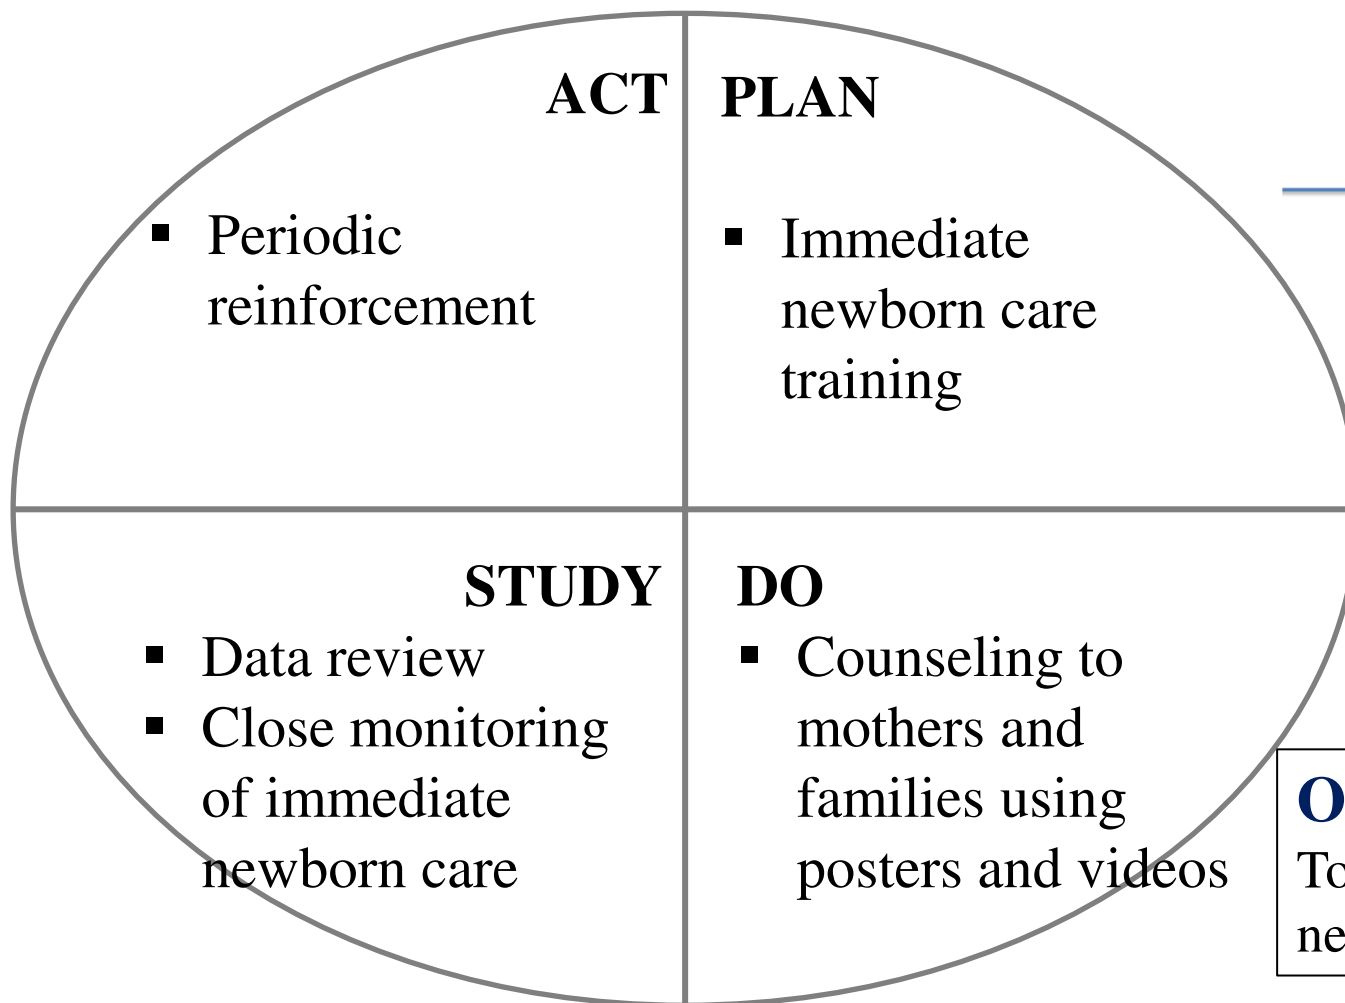 ACT
▪ Periodic
reinforcement
PLAN
▪ Immediate
newborn care
training
STUDY
▪ Data review
▪ Close monitoring
of immediate
newborn care
DO
▪ Counseling to
mothers and
families using
posters and videos
To